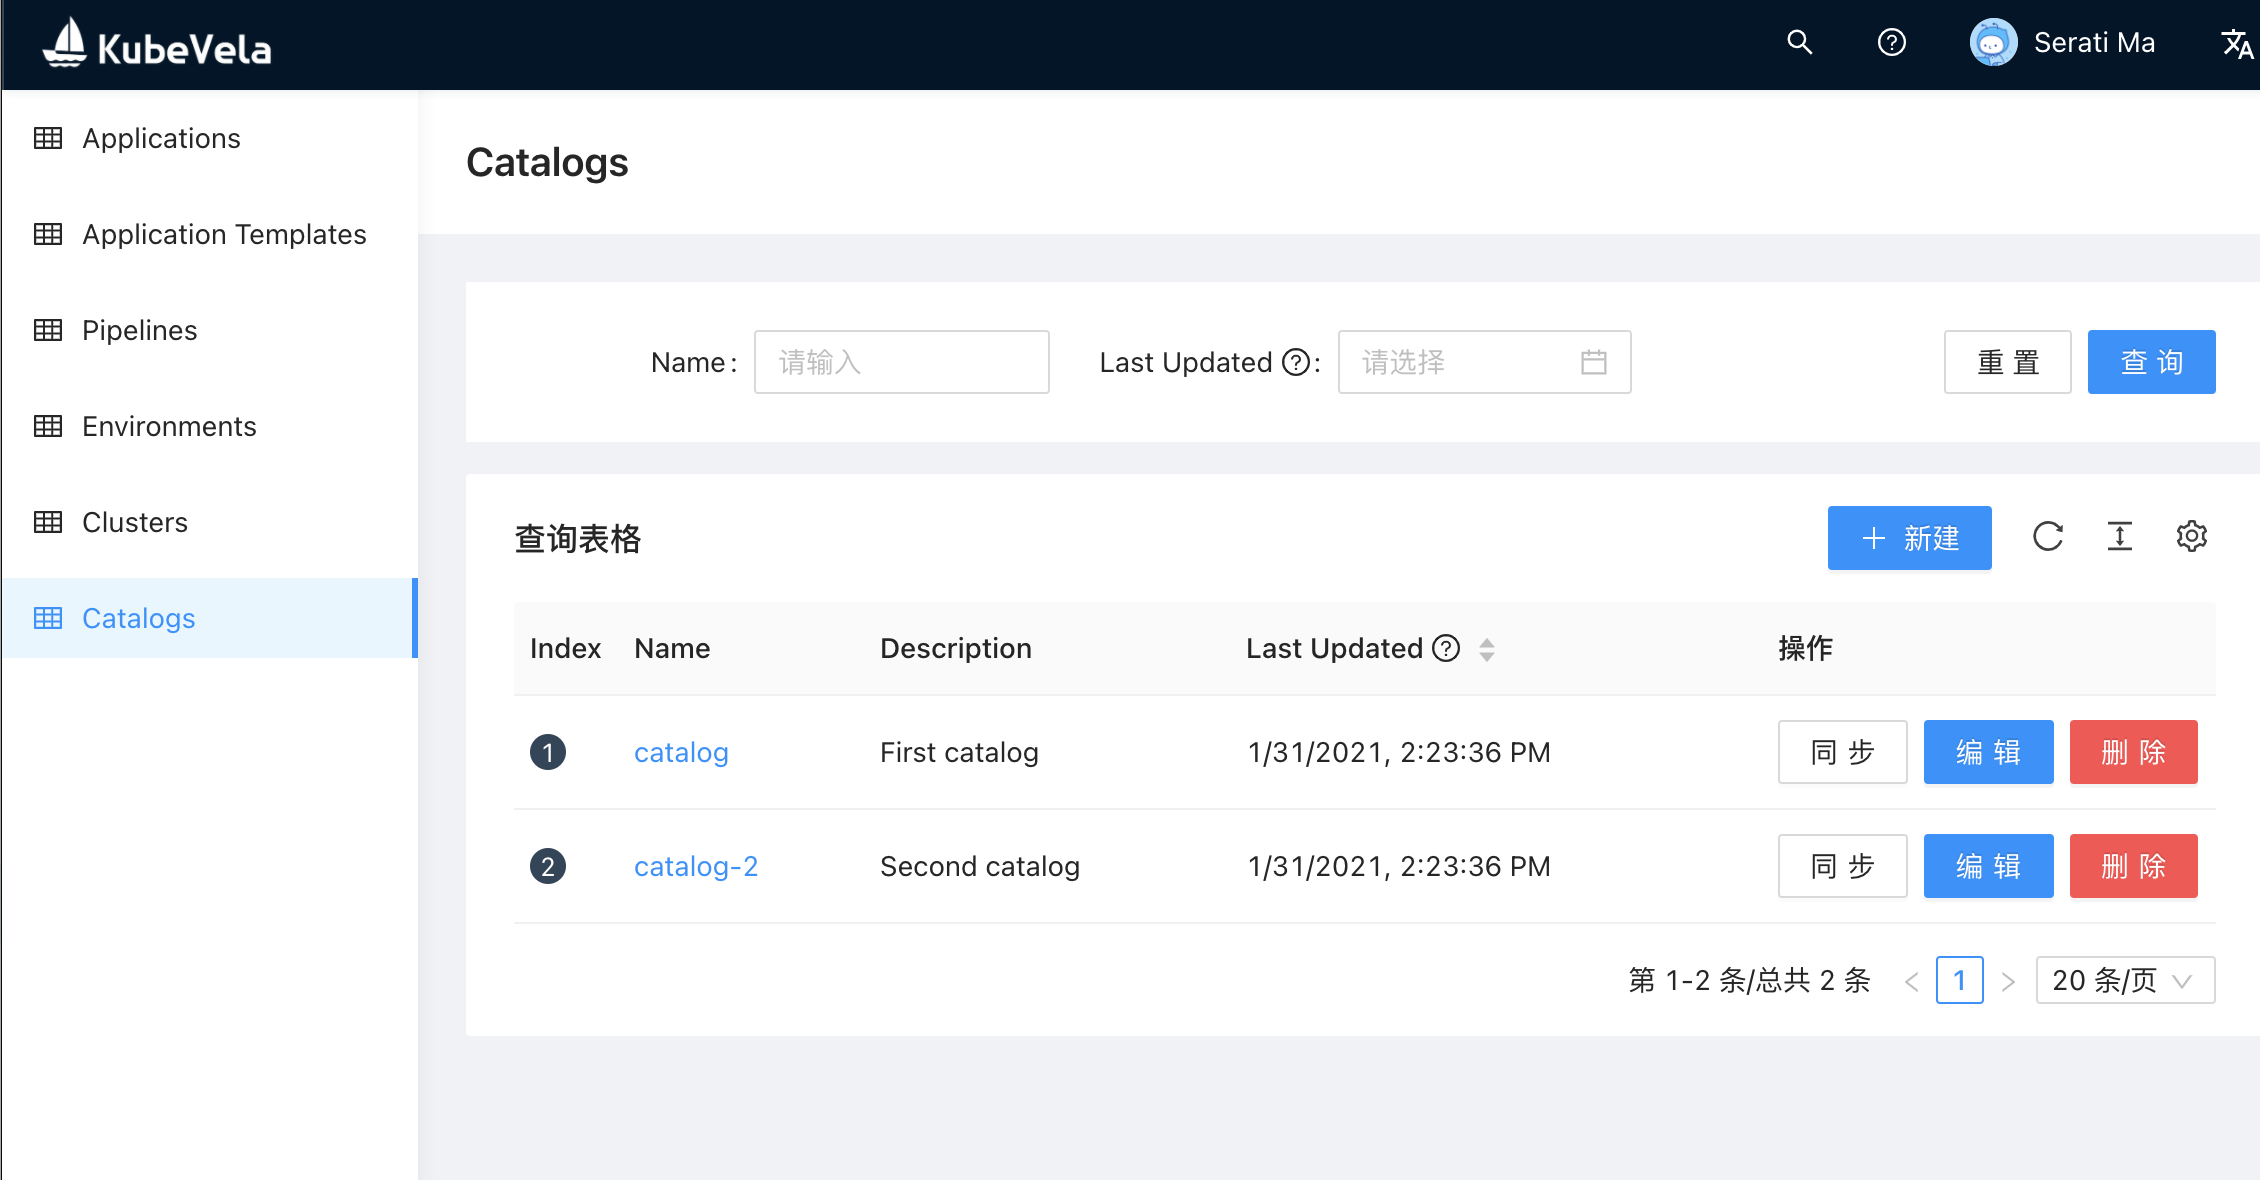 KubeVela
Serati Ma
Applications
Application Templates
Pipelines
Environments
Clusters
Catalogs
Catalogs
Name: 请输入 Last Updated ?: 请选择 重 置 查 询
查询表格 + 新建
Index Name Description Last Updated ? 操作
1 catalog First catalog 1/31/2021, 2:23:36 PM 同 步 编 辑 删 除
2 catalog-2 Second catalog 1/31/2021, 2:23:36 PM 同 步 编 辑 删 除
第 1-2 条/总共 2 条 < 1 > 20 条/页